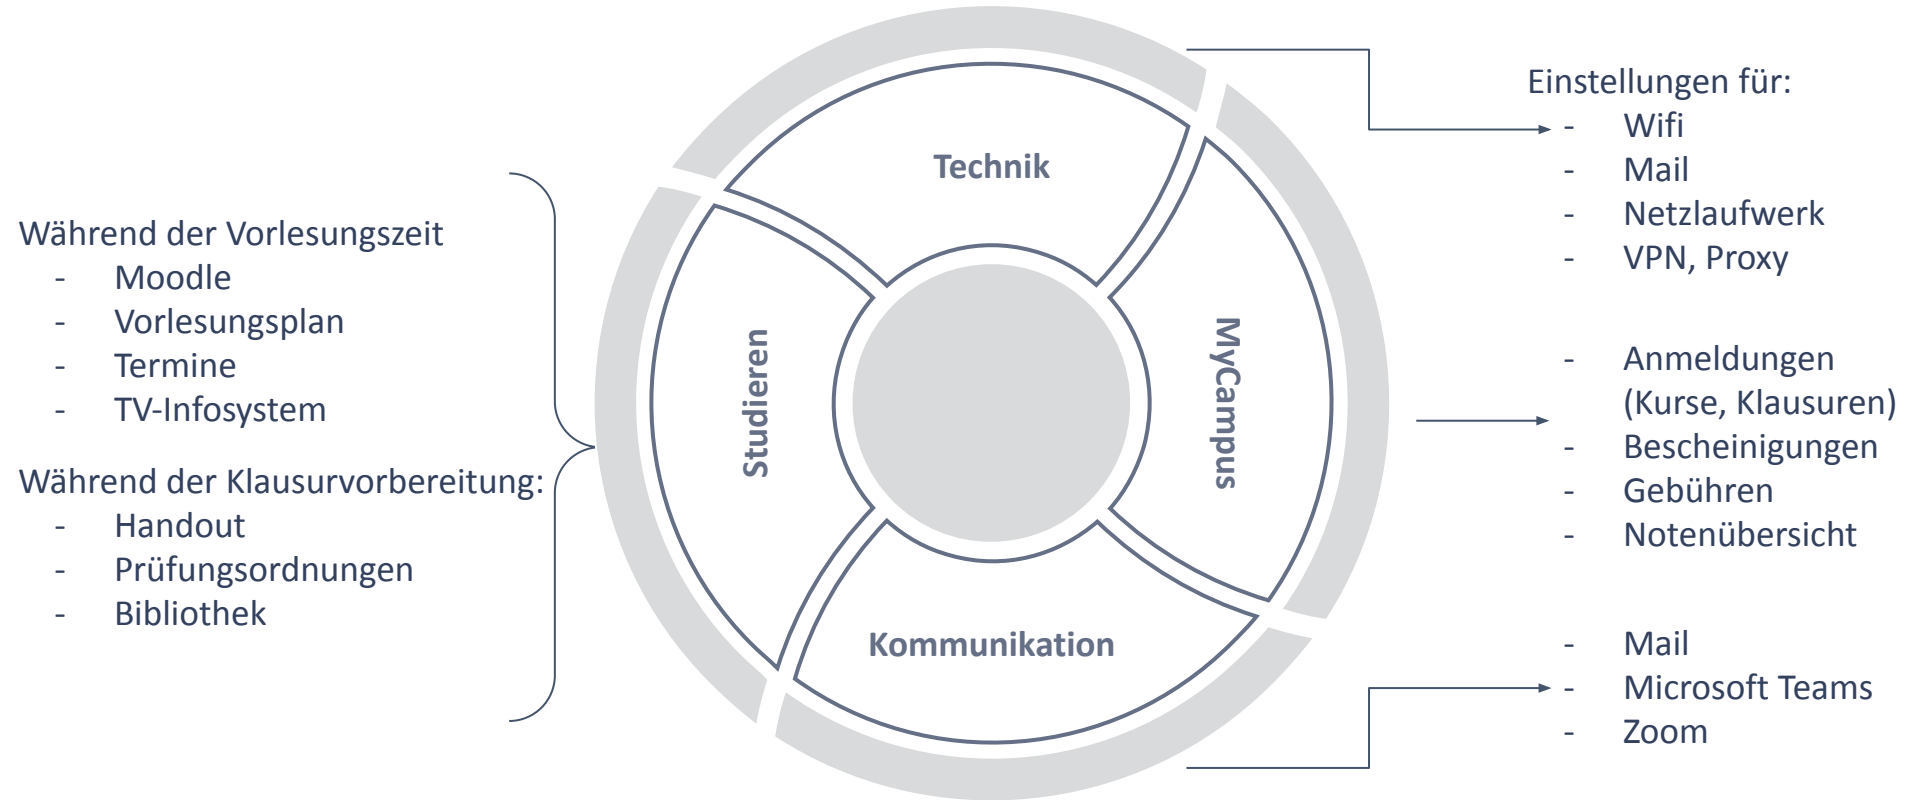 Technik
MyCampus
Kommunikation
Studieren
Einstellungen für:
- Wifi
- Mail
- Netzlaufwerk
- VPN, Proxy
- Anmeldungen
(Kurse, Klausuren)
- Bescheinigungen
- Gebühren
- Notenübersicht
- Mail
- Microsoft Teams
- Zoom
Während der Vorlesungszeit
- Moodle
- Vorlesungsplan
- Termine
- TV-Infosystem
Während der Klausurvorbereitung:
- Handout
- Prüfungsordnungen
- Bibliothek